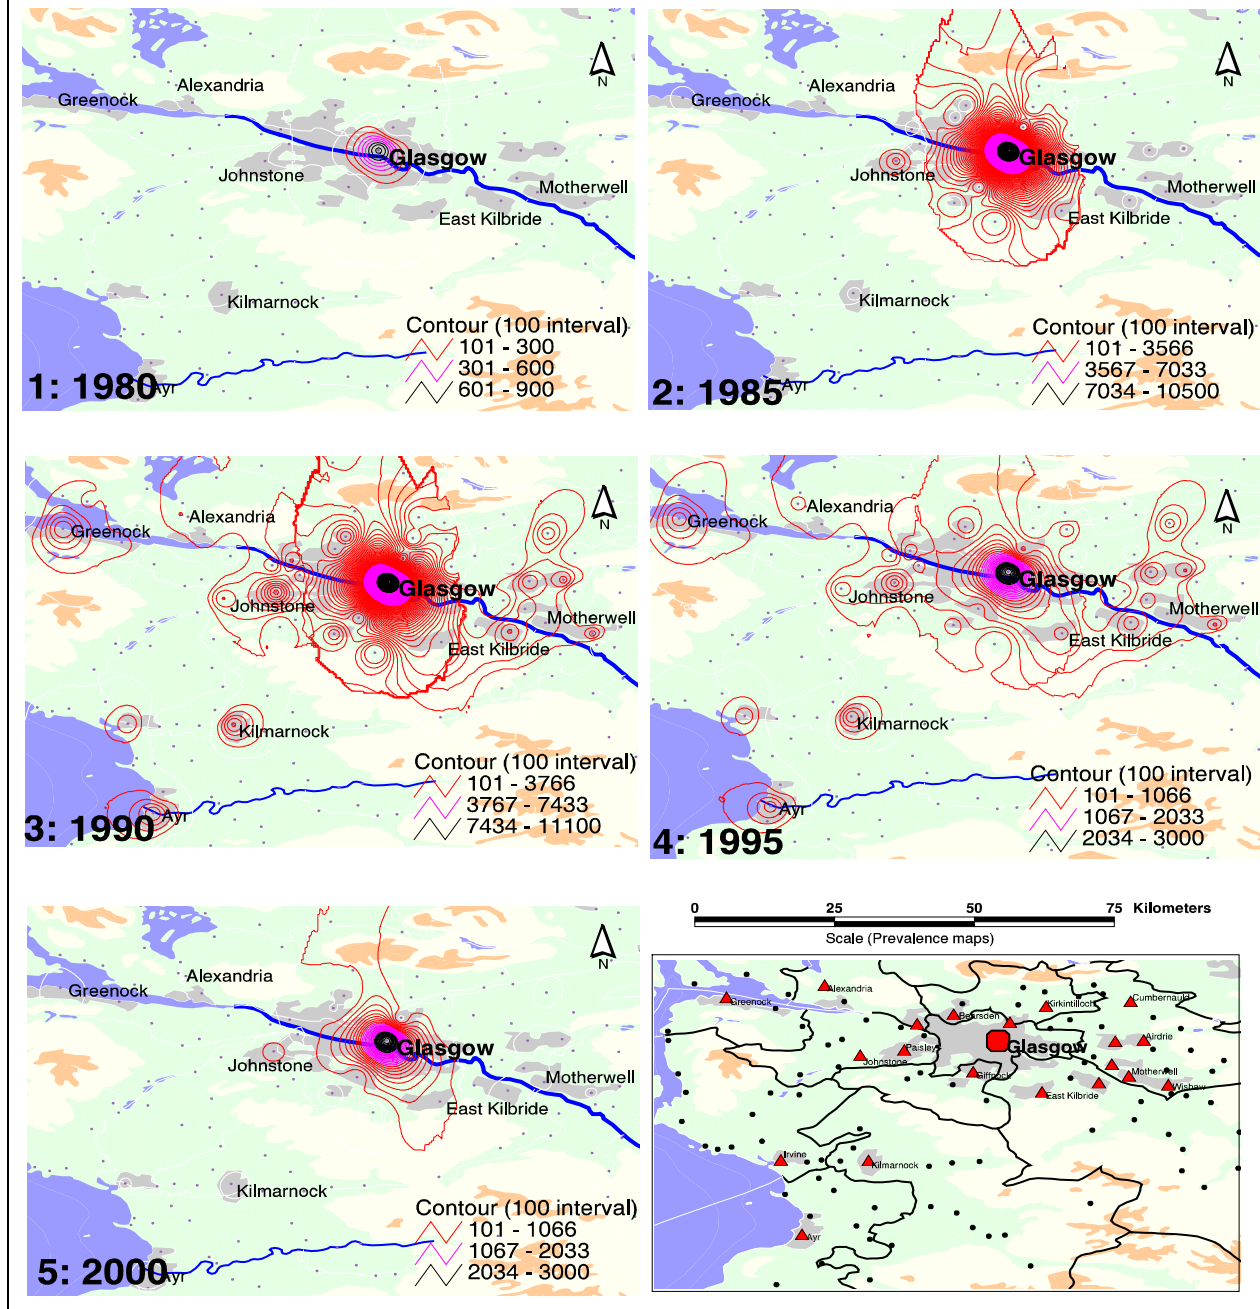 N
Alexandria
Greenock
Glasgow
Johnstone
Motherwell
East Kilbride
Kilmarnock
Contour (100 interval)
101 - 300
301 - 600
601 - 900
Ayr
1: 1980
N
Greenock
Glasgow
Johnstone
Motherwell
East Kilbride
Kilmarnock
Contour (100 interval)
101 - 3566
3567 - 7033
7034 - 10500
Ayr
2: 1985
N
Alexandria
Greenock
Glasgow
Johnstone
Motherwell
East Kilbride
Kilmarnock
Contour (100 interval)
101 - 3766
3767 - 7433
7434 - 11100
Ayr
3: 1990
N
Alexandria
Greenock
Glasgow
Johnstone
Motherwell
East Kilbride
Kilmarnock
Contour (100 interval)
101 - 1066
1067 - 2033
2034 - 3000
Ayr
4: 1995
N
Alexandria
Greenock
Glasgow
Johnstone
Motherwell
East Kilbride
Kilmarnock
Contour (100 interval)
101 - 1066
1067 - 2033
2034 - 3000
Ayr
5: 2000
0 25 50 75 Kilometers
Scale (Prevalence maps)
Alexandria
Greenock
Cumbernauld
Kirkintilloch
Bearsden
Airdrie
Glasgow
Paisley
Johnstone
Giffnock
Motherwell
Wishaw
East Kilbride
Irvine
Kilmarnock
Ayr